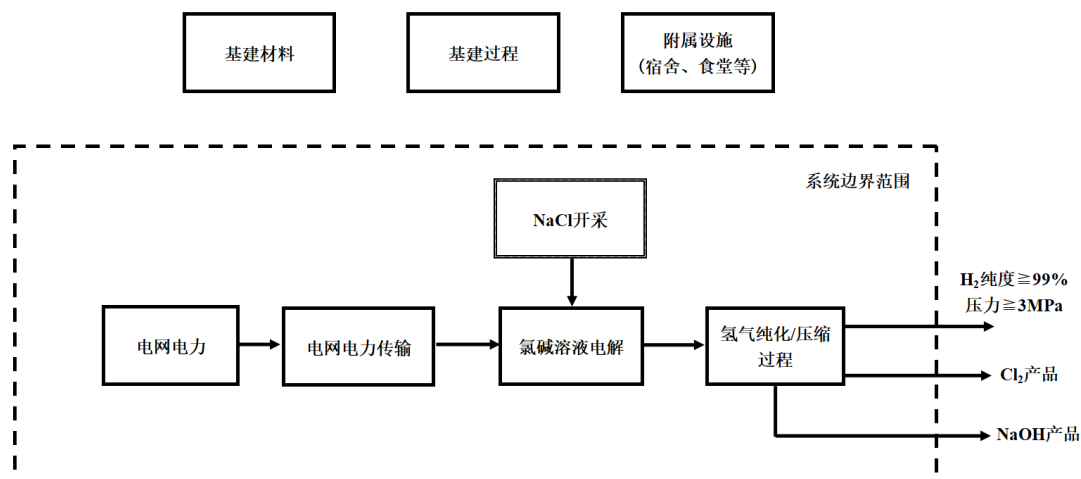 基建材料
基建过程
附属设施
(宿舍、食堂等)
系统边界范围
NaCl开采
H₂纯度≧99%
压力≧3MPa
电网电力
电网电力传输
氯碱溶液电解
氢气纯化/压缩
过程
Cl₂产品
NaOH产品